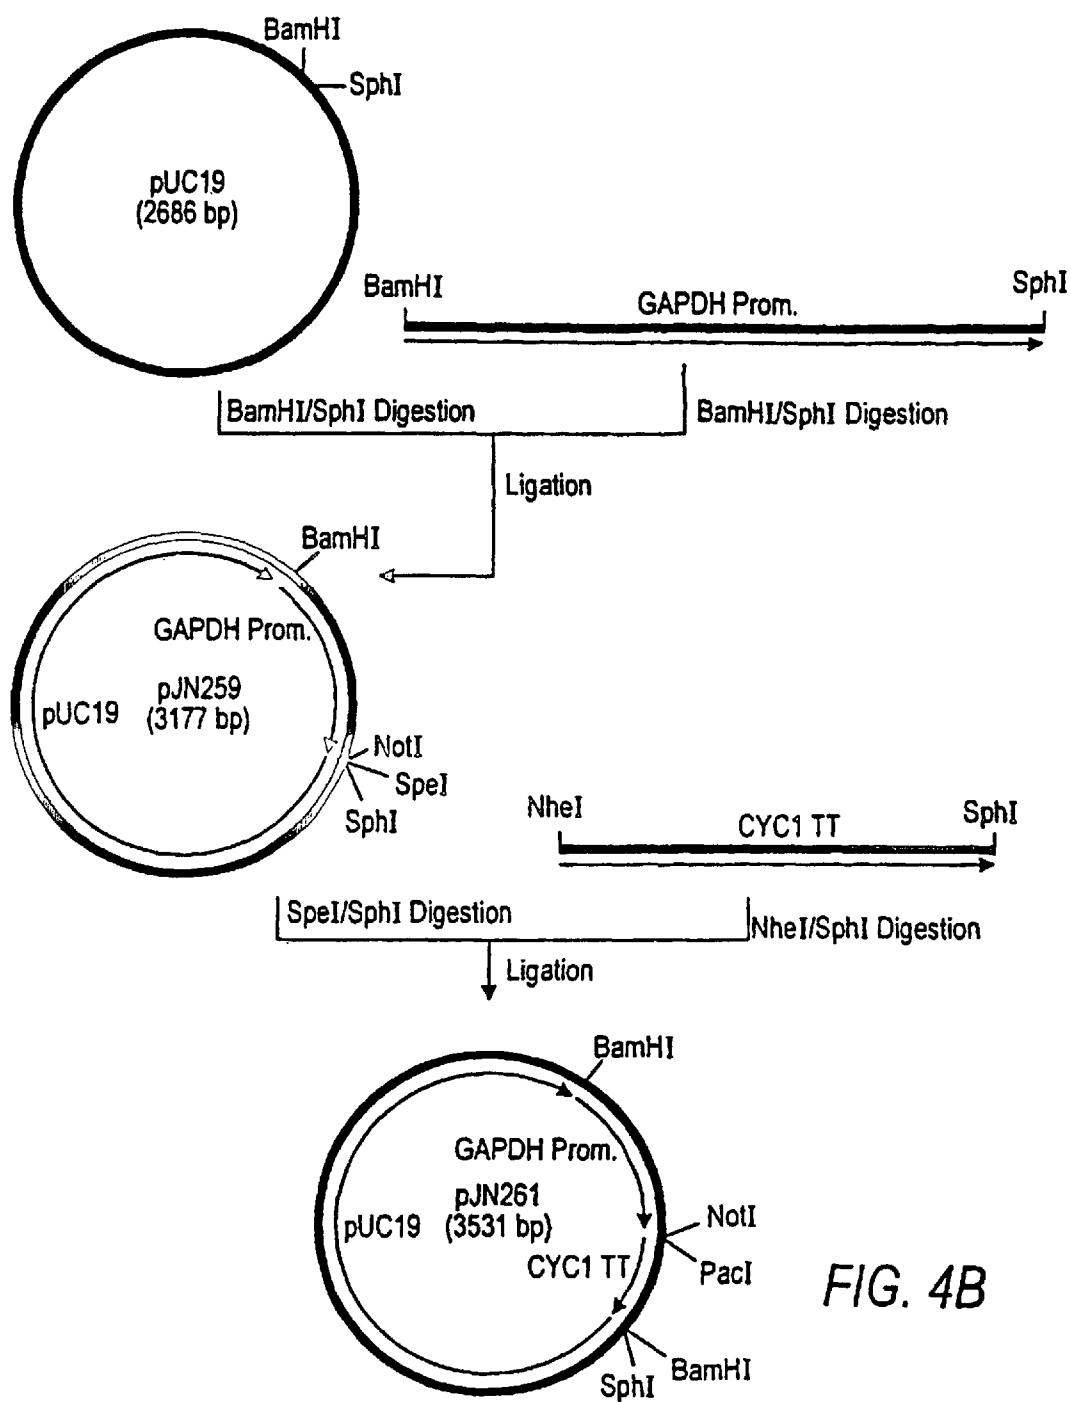 BamHI
SphI
pUC19
(2686 bp)
BamHI
GAPDH Prom.
SphI
BamHI/SphI Digestion
BamHI/SphI Digestion
Ligation
BamHI
GAPDH Prom.
pUC19
pJN259
(3177 bp)
NotI
SpeI
SphI
NheI
CYC1 TT
SphI
SpeI/SphI Digestion
NheI/SphI Digestion
Ligation
BamHI
GAPDH Prom.
pUC19
pJN261
(3531 bp)
NotI
CYC1 TT
PacI
BamHI
SphI
FIG. 4B